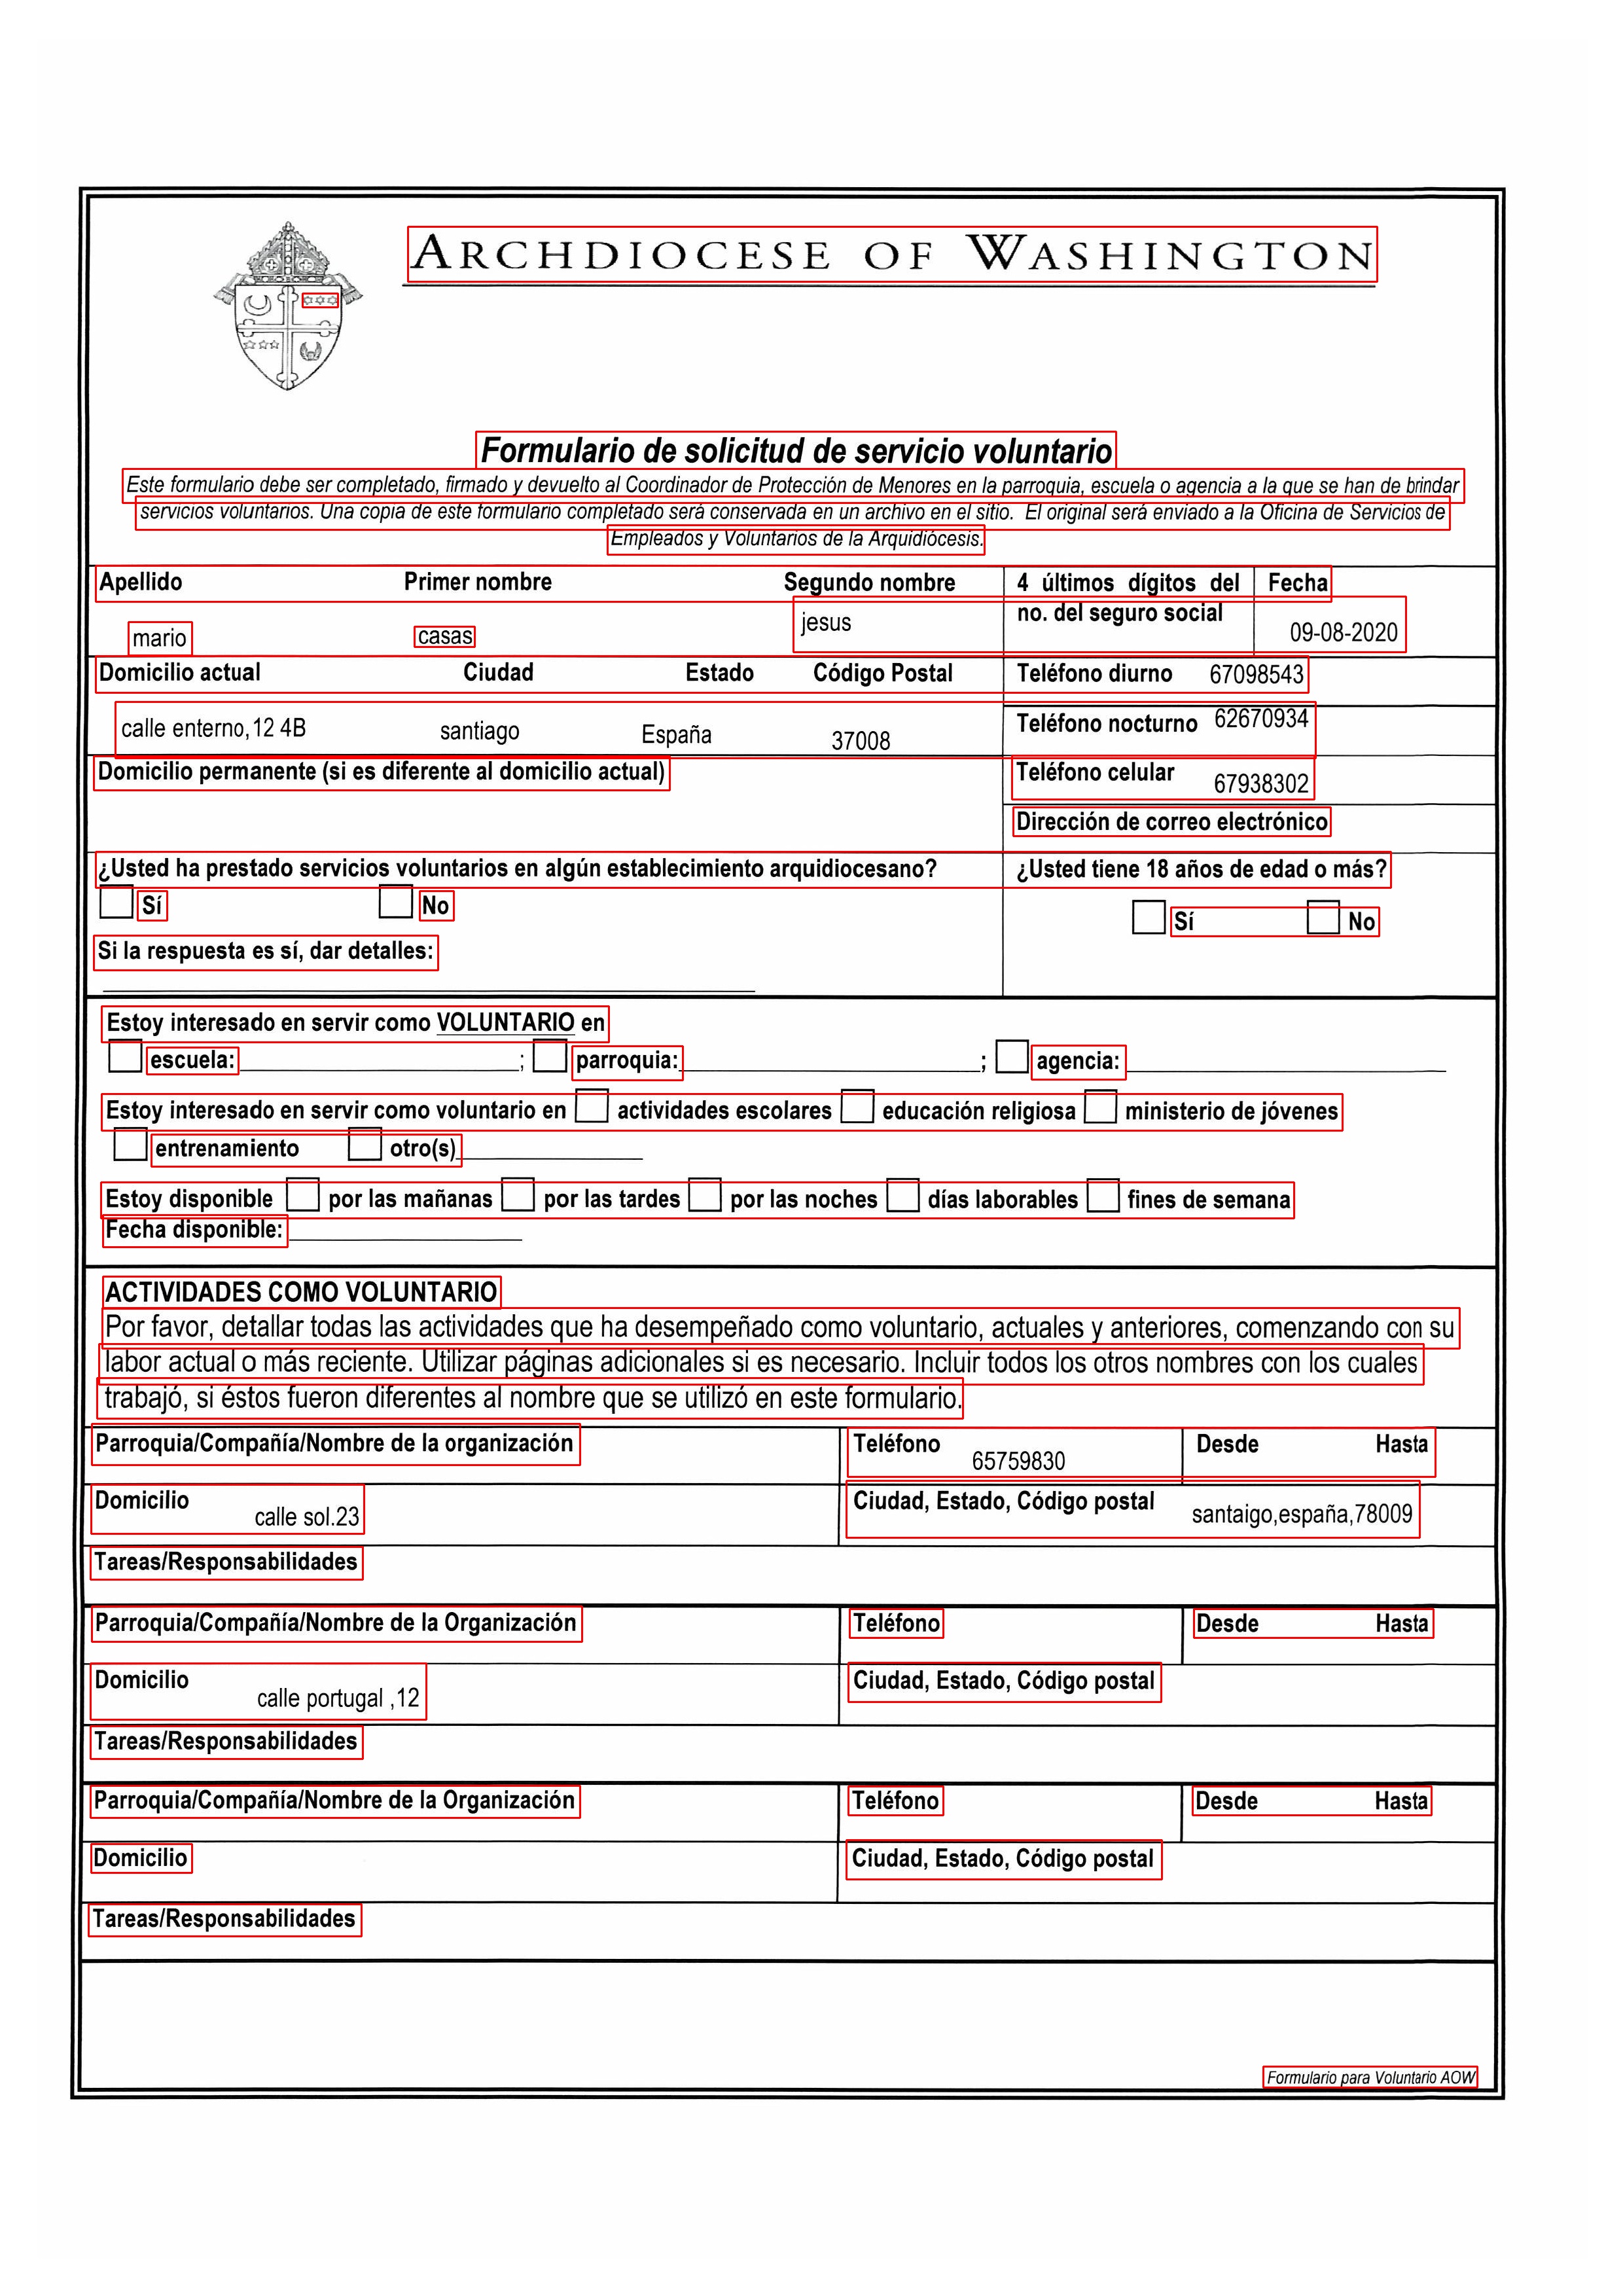 ARCHDIOCESE OF WASHINGTON
Formulario de solicitud de servicio voluntario
Este formulario debe ser completado, firmado y devuelto al Coordinador de Protección de Menores en la parroquia, escuela o agencia a la que se han de brindar
servicios voluntarios. Una copia de este formulario completado será conservada en un archivo en el sitio. El original será enviado a la Oficina de Servicios de
Empleados y Voluntarios de la Arquidiócesis.
Apellido Primer nombre Segundo nombre 4 últimos dígitos del Fecha
no. del seguro social
mario casas jesus 09-08-2020
Domicilio actual Ciudad Estado Código Postal Teléfono diurno 67098543
calle enterno,12 4B santiago España 37008 Teléfono nocturno 62670934
Domicilio permanente (si es diferente al domicilio actual) Teléfono celular 67938302
Dirección de correo electrónico
¿Usted ha prestado servicios voluntarios en algún establecimiento arquidiocesano? ¿Usted tiene 18 años de edad o más?
Sí No Sí No
Si la respuesta es sí, dar detalles:
Estoy interesado en servir como VOLUNTARIO en
escuela: ; parroquia: ; agencia:
Estoy interesado en servir como voluntario en actividades escolares educación religiosa ministerio de jóvenes
entrenamiento otro(s)
Estoy disponible por las mañanas por las tardes por las noches días laborables fines de semana
Fecha disponible:
ACTIVIDADES COMO VOLUNTARIO
Por favor, detallar todas las actividades que ha desempeñado como voluntario, actuales y anteriores, comenzando con su
labor actual o más reciente. Utilizar páginas adicionales si es necesario. Incluir todos los otros nombres con los cuales
trabajó, si éstos fueron diferentes al nombre que se utilizó en este formulario.
Parroquia/Compañía/Nombre de la organización Teléfono 65759830 Desde Hasta
Domicilio calle sol.23 Ciudad, Estado, Código postal santaigo,españa,78009
Tareas/Responsabilidades
Parroquia/Compañía/Nombre de la Organización Teléfono Desde Hasta
Domicilio calle portugal ,12 Ciudad, Estado, Código postal
Tareas/Responsabilidades
Parroquia/Compañía/Nombre de la Organización Teléfono Desde Hasta
Domicilio Ciudad, Estado, Código postal
Tareas/Responsabilidades
Formulario para Voluntario AOW